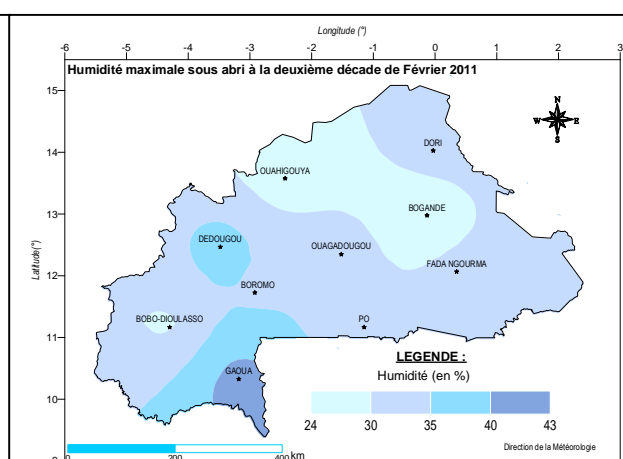 Longitude (°)
-6 -5 -4 -3 -2 -1 0 1 2 3
Humidité maximale sous abri à la deuxième décade de Février 2011
15
N
W E
S
14
DORI
OUAHIGOUYA
13
BOGANDE
DEDOUGOU
OUAGADOUGOU
Latitude(°)
FADA NGOURMA
12
BOROMO
BOBO-DIOULASSO
PO
11
LEGENDE :
Humidité (en %)
GAOUA
10
24 30 35 40 43
Direction de la Météorologie
9
0 200 400 km